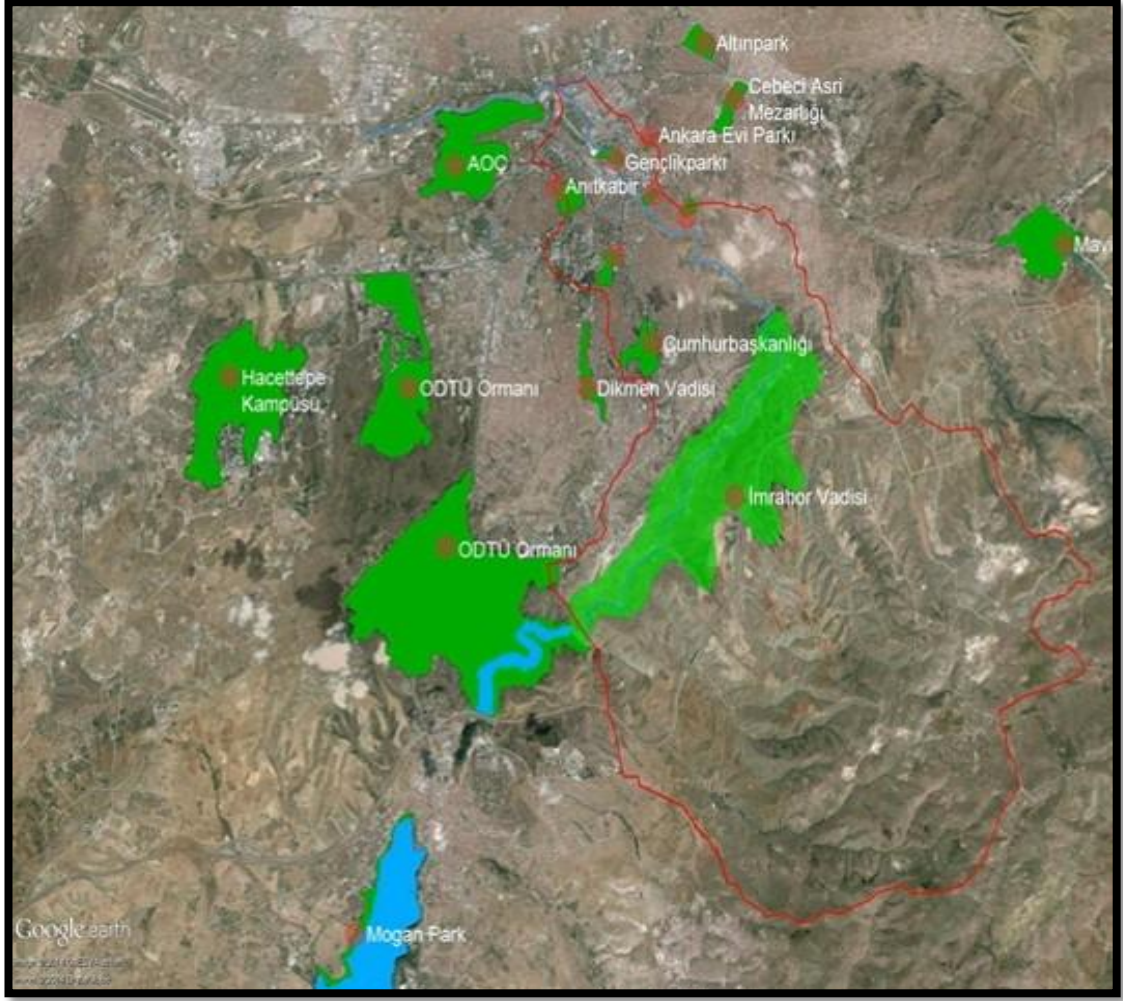 Altınpark
Cebeci Asri
Mezarlığı
Ankara Evi Parkı
Gençlikparkı
AOÇ
Anıtkabir
Mavi
Cumhurbaşkanlığı
Hacettepe
Kampüsü
ODTÜ Ormanı
Dikmen Vadisi
İmrahor Vadisi
ODTÜ Ormanı
Mogan Park
Google earth